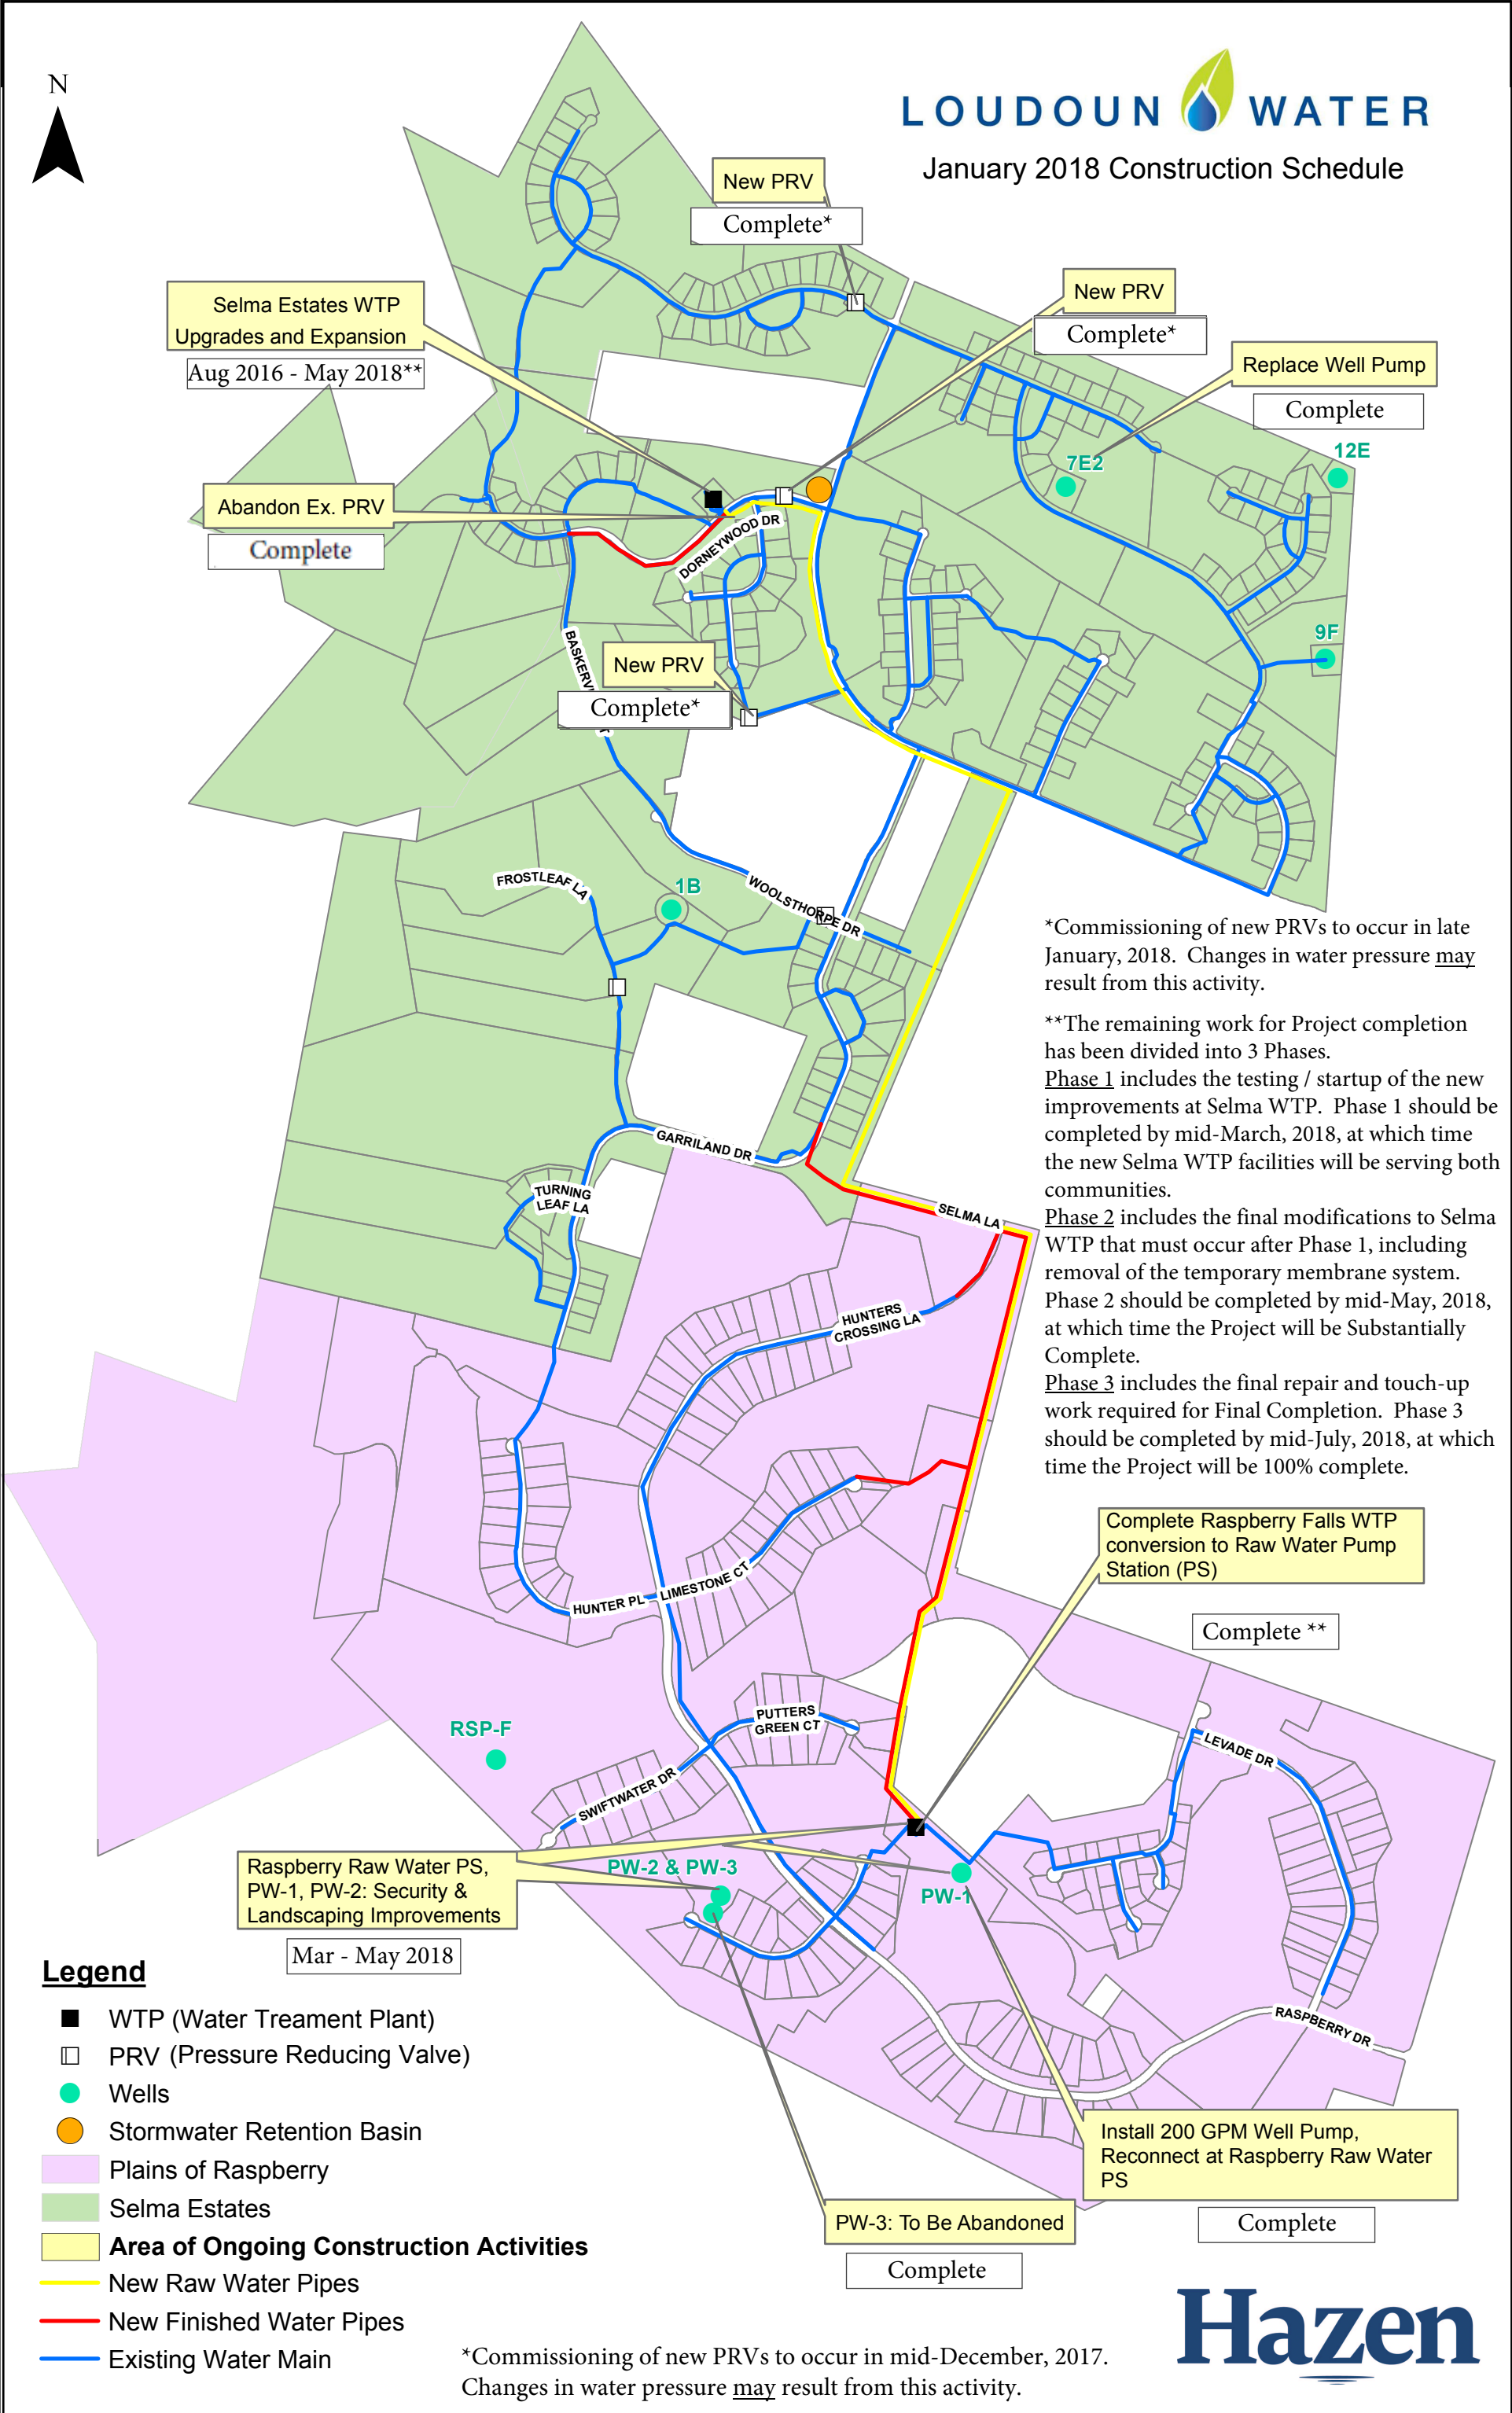 N
LOUDOUN WATER
January 2018 Construction Schedule
New PRV
Complete*
New PRV
Complete*
Selma Estates WTP
Upgrades and Expansion
Aug 2016 - May 2018**
Replace Well Pump
Complete
12E
7E2
Abandon Ex. PRV
Complete
DORNEYWOOD DR
9F
New PRV
Complete*
FROSTLEAF LA
1B
WOOLSTHORPE DR
*Commissioning of new PRVs to occur in late
January, 2018. Changes in water pressure may
result from this activity.
**The remaining work for Project completion
has been divided into 3 Phases.
Phase 1 includes the testing / startup of the new
improvements at Selma WTP. Phase 1 should be
completed by mid-March, 2018, at which time
the new Selma WTP facilities will be serving both
communities.
Phase 2 includes the final modifications to Selma
WTP that must occur after Phase 1, including
removal of the temporary membrane system.
Phase 2 should be completed by mid-May, 2018,
at which time the Project will be Substantially
Complete.
Phase 3 includes the final repair and touch-up
work required for Final Completion. Phase 3
should be completed by mid-July, 2018, at which
time the Project will be 100% complete.
GARRILAND DR
TURNING
LEAF LA
SELMA LA
HUNTERS
CROSSING LA
Complete Raspberry Falls WTP
conversion to Raw Water Pump
Station (PS)
Complete **
HUNTER PL
LIMESTONE CT
PUTTERS
GREEN CT
RSP-F
LEVADE DR
SWIFTWATER DR
Raspberry Raw Water PS,
PW-1, PW-2: Security &
Landscaping Improvements
Mar - May 2018
PW-2 & PW-3
PW-1
RASPBERRY DR
Install 200 GPM Well Pump,
Reconnect at Raspberry Raw Water
PS
Complete
PW-3: To Be Abandoned
Complete
Legend
WTP (Water Treament Plant)
PRV (Pressure Reducing Valve)
Wells
Stormwater Retention Basin
Plains of Raspberry
Selma Estates
Area of Ongoing Construction Activities
New Raw Water Pipes
New Finished Water Pipes
Existing Water Main
*Commissioning of new PRVs to occur in mid-December, 2017.
Changes in water pressure may result from this activity.
Hazen